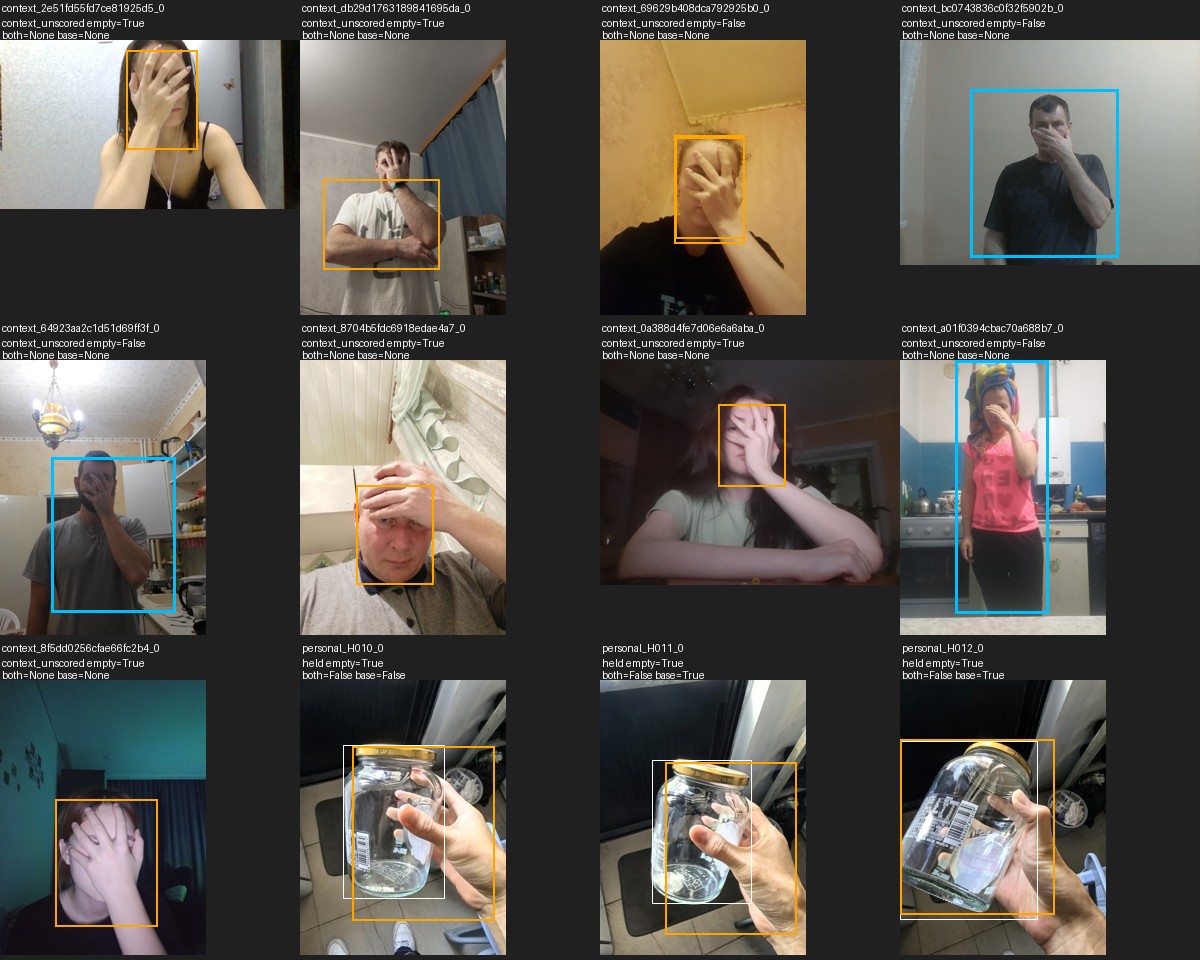 context_2e51fd55fd7ce81925d5_0
context_unscored empty=True
both=None base=None
context_db29d1763189841695da_0
context_unscored empty=True
both=None base=None
context_69629b408dca792925b0_0
context_unscored empty=False
both=None base=None
context_bc0743836c0f32f5902b_0
context_unscored empty=False
both=None base=None
context_64923aa2c1d51d69ff3f_0
context_unscored empty=False
both=None base=None
context_8704b5fdc6918edae4a7_0
context_unscored empty=True
both=None base=None
context_0a388d4fe7d06e6a6aba_0
context_unscored empty=True
both=None base=None
context_a01f0394cbac70a688b7_0
context_unscored empty=False
both=None base=None
context_8f5dd0256cfae66fc2b4_0
context_unscored empty=True
both=None base=None
personal_H010_0
held empty=True
both=False base=False
personal_H011_0
held empty=True
both=False base=True
personal_H012_0
held empty=True
both=False base=True